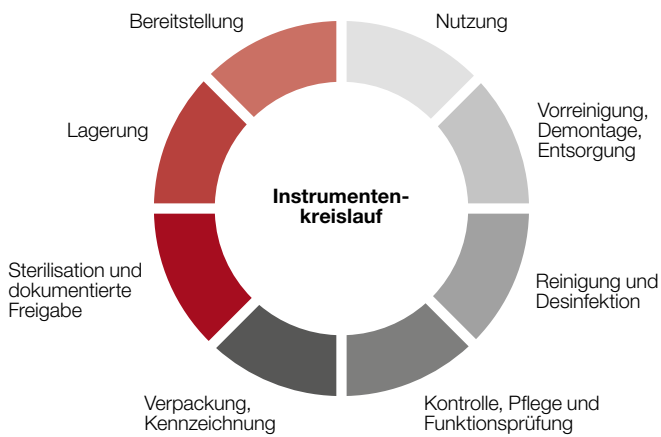 Bereitstellung
Nutzung
Lagerung
Vorreinigung,
Demontage,
Entsorgung
Instrumenten-
kreislauf
Sterilisation und
dokumentierte
Freigabe
Reinigung und
Desinfektion
Verpackung,
Kennzeichnung
Kontrolle, Pflege und
Funktionsprüfung